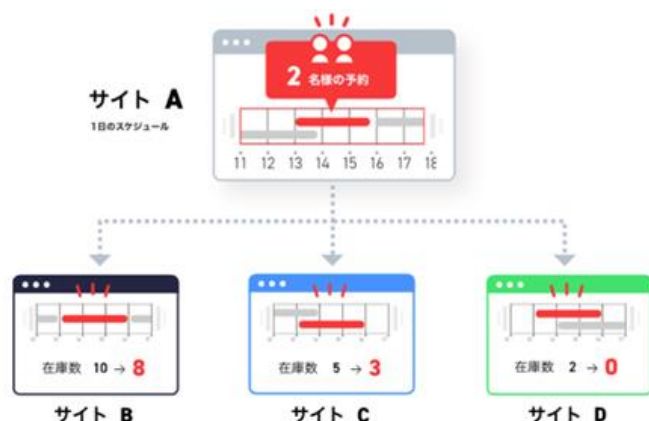 2 名様の予約
サイト A
1日のスケジュール
11 12 13 14 15 16 17 18
在庫数 10 → 8
在庫数 5 → 3
在庫数 2 → 0
サイト B
サイト C
サイト D